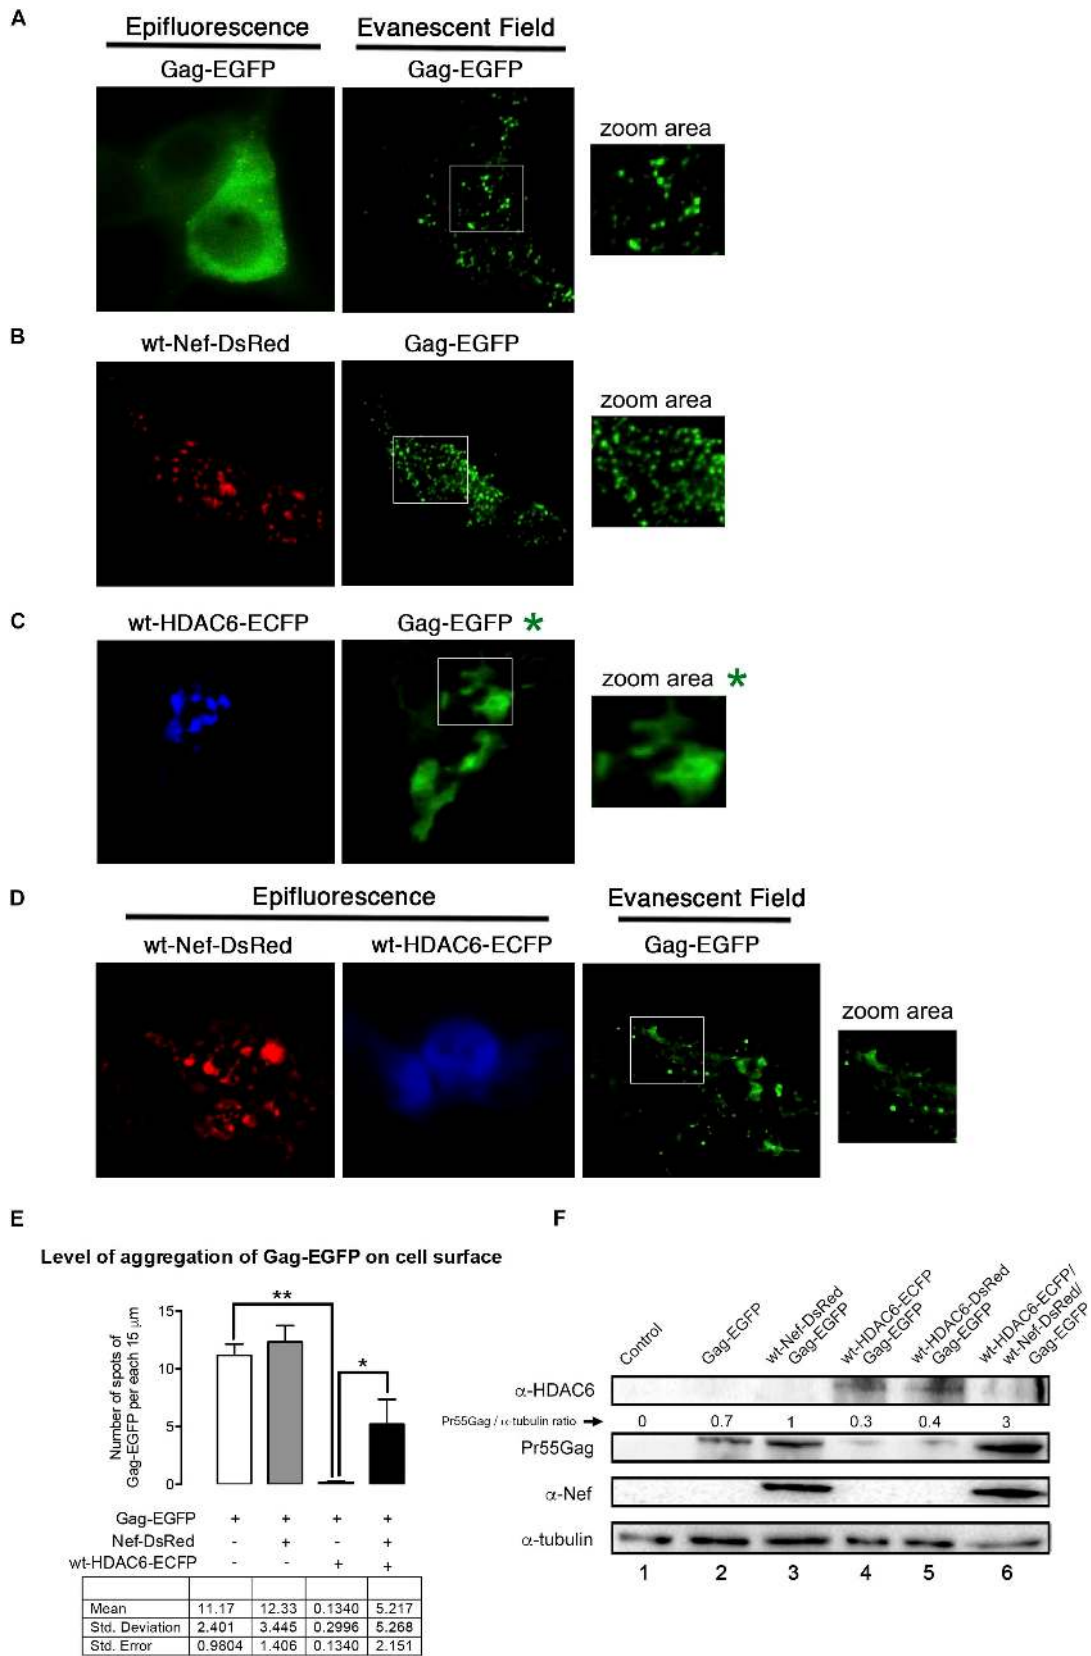 A
Epifluorescence
Evanescent Field
Gag-EGFP
Gag-EGFP
zoom area
B
wt-Nef-DsRed
Gag-EGFP
zoom area
C
wt-HDAC6-ECFP
Gag-EGFP *
zoom area *
D
Epifluorescence
Evanescent Field
wt-Nef-DsRed
wt-HDAC6-ECFP
Gag-EGFP
zoom area
E
Level of aggregation of Gag-EGFP on cell surface
Number of spots of
Gag-EGFP per each 15 μm
15
10
5
0
**
*
Gag-EGFP + + + +
Nef-DsRed - + - +
wt-HDAC6-ECFP - - + +
Mean 11.17 12.33 0.1340 5.217
Std. Deviation 2.401 3.445 0.2996 5.268
Std. Error 0.9804 1.406 0.1340 2.151
F
Control
Gag-EGFP
wt-Nef-DsRed
Gag-EGFP
wt-HDAC6-ECFP
Gag-EGFP
wt-HDAC6-DsRed
Gag-EGFP
wt-HDAC6-ECFP/
wt-Nef-DsRed/
Gag-EGFP
α-HDAC6
Pr55Gag / α-tubulin ratio 0 0.7 1 0.3 0.4 3
Pr55Gag
α-Nef
α-tubulin
1 2 3 4 5 6